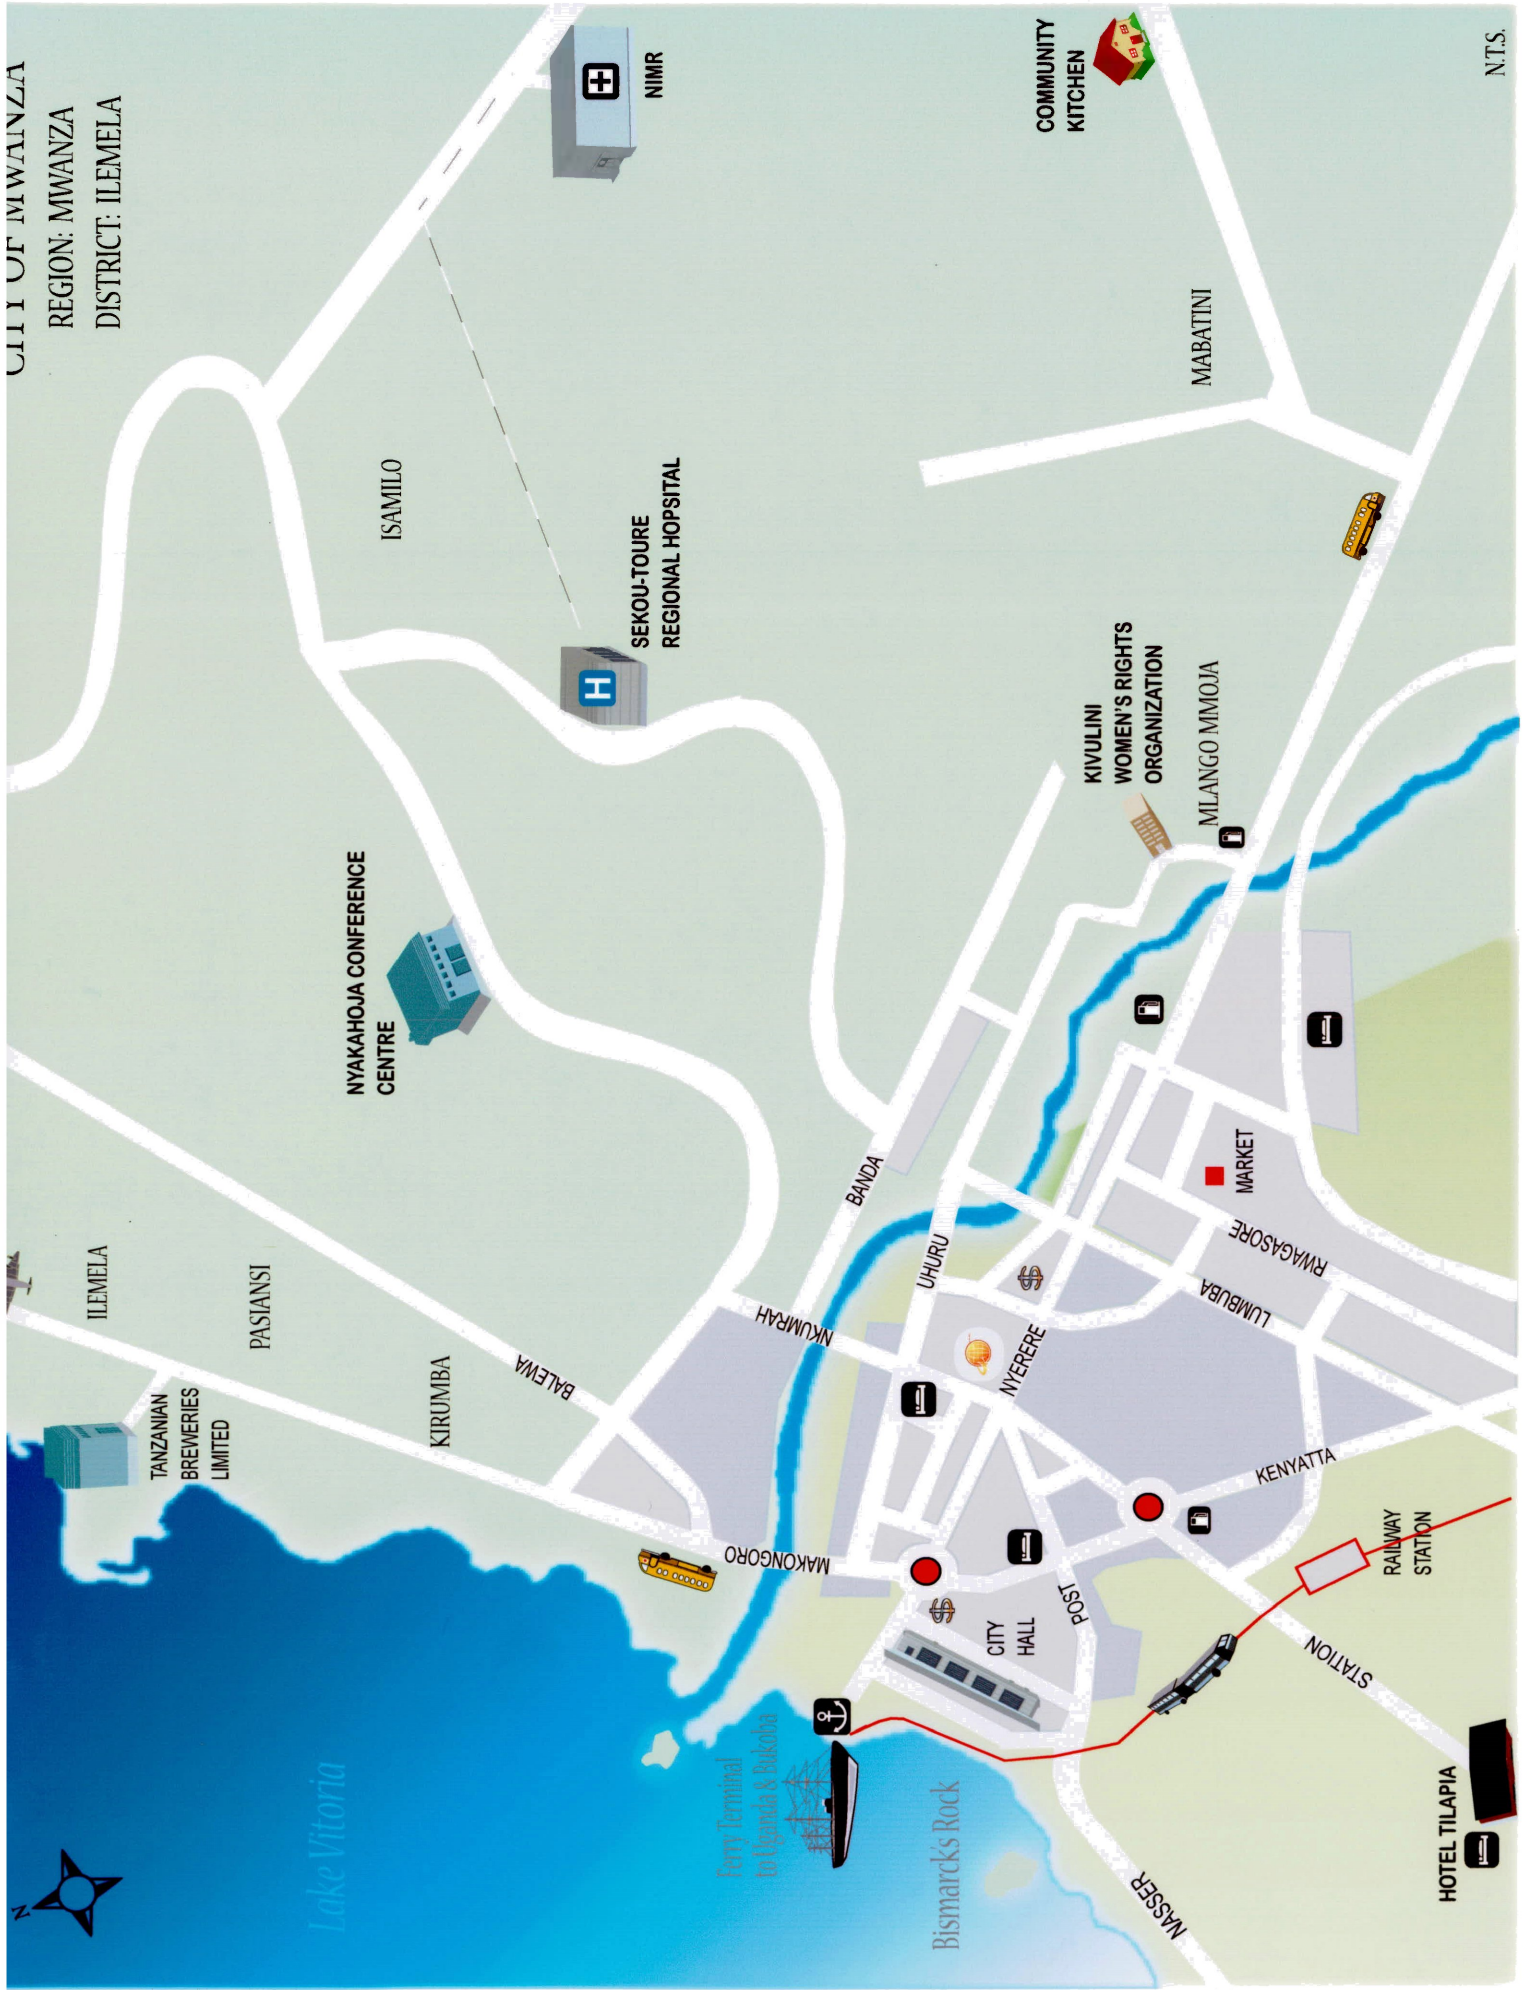 CITY OF MWANZA
REGION: MWANZA
DISTRICT: ILEMELA
N
Lake Vitoria
ILEMELA
TANZANIAN
BREWERIES
LIMITED
PASIANSI
KIRUMBA
BALEWA
NYAKAHOJA CONFERENCE
CENTRE
ISAMILO
NIMR
SEKOU-TOURE
REGIONAL HOPSITAL
H
COMMUNITY
KITCHEN
MABATINI
N.T.S.
KIVULINI
WOMEN'S RIGHTS
ORGANIZATION
MLANGO MMOJA
BANDA
UHURU
NKUMRAH
MAKONGORO
Ferry Terminal
to Uganda & Bukoba
Bismarck's Rock
$
NYERERE
$
CITY
HALL
POST
MARKET
RWAGASORE
LUMBUBA
KENYATTA
RAILWAY
STATION
STATION
NASSER
HOTEL TILAPIA